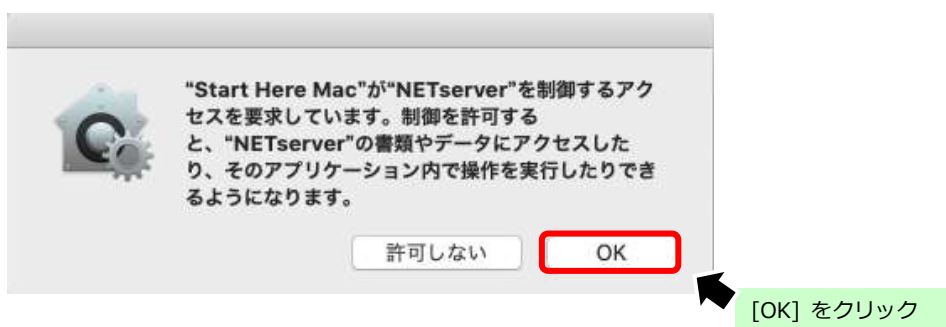 “Start Here Mac”が“NETserver”を制御するアク
セスを要求しています。制御を許可する
と、“NETserver”の書類やデータにアクセスした
り、そのアプリケーション内で操作を実行したりでき
るようになります。
許可しない
OK
[OK] をクリック